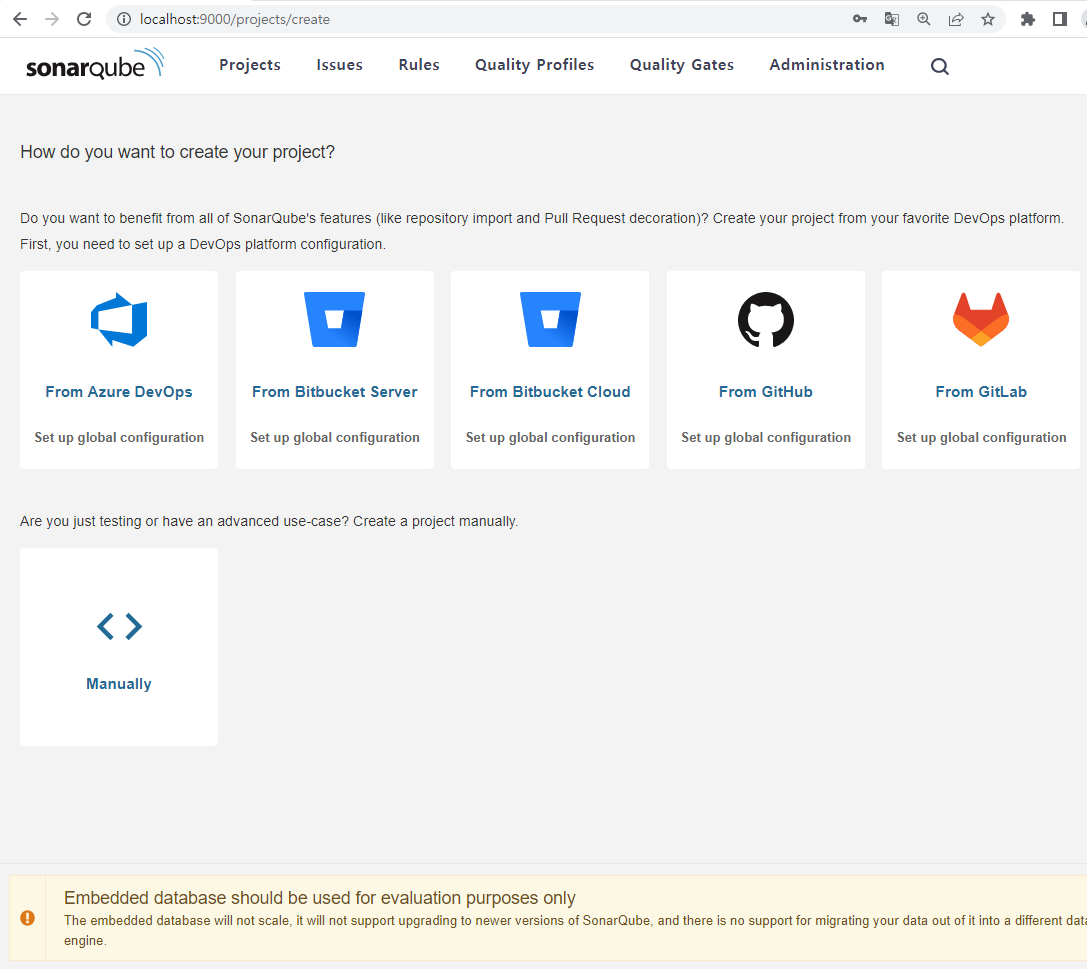 localhost:9000/projects/create
sonarqube Projects Issues Rules Quality Profiles Quality Gates Administration
How do you want to create your project?
Do you want to benefit from all of SonarQube's features (like repository import and Pull Request decoration)? Create your project from your favorite DevOps platform.
First, you need to set up a DevOps platform configuration.
From Azure DevOps From Bitbucket Server From Bitbucket Cloud From GitHub From GitLab
Set up global configuration Set up global configuration Set up global configuration Set up global configuration Set up global configuration
Are you just testing or have an advanced use-case? Create a project manually.
Manually
Embedded database should be used for evaluation purposes only
The embedded database will not scale, it will not support upgrading to newer versions of SonarQube, and there is no support for migrating your data out of it into a different
engine.